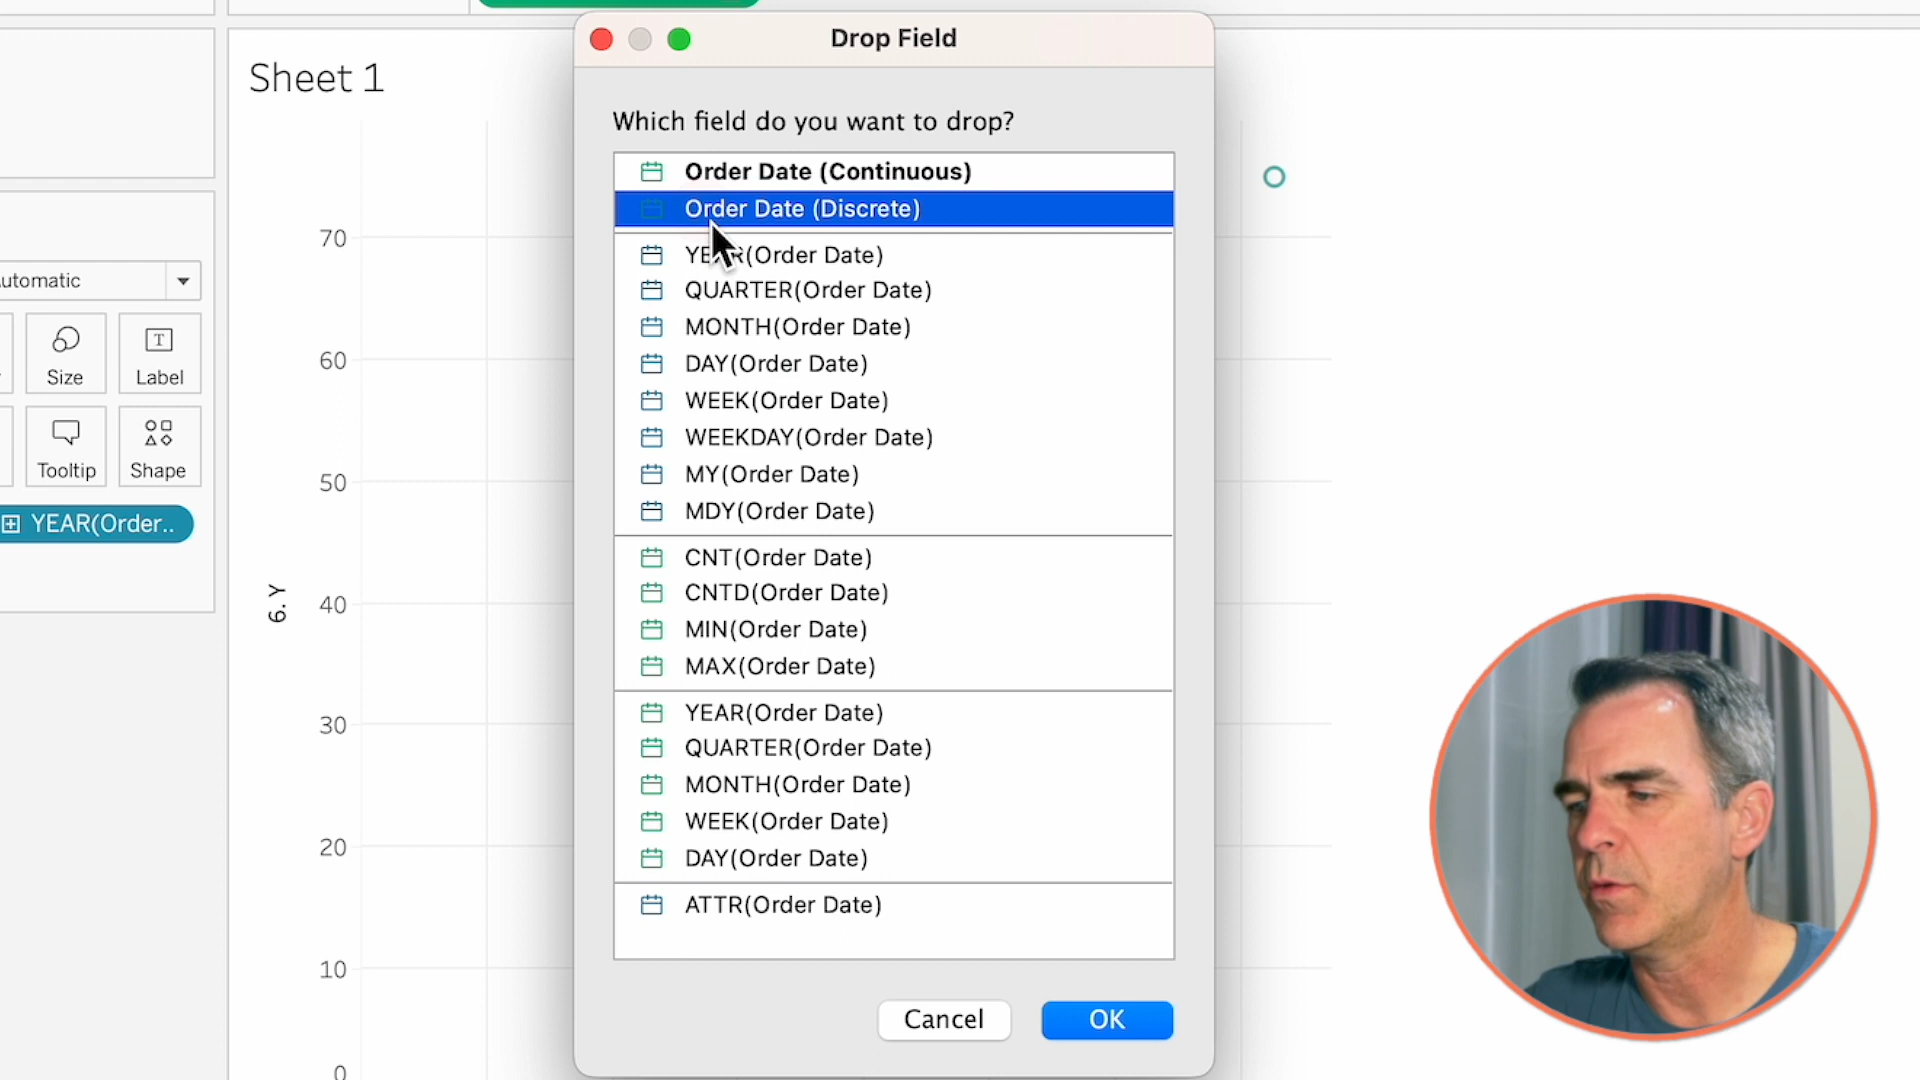 Drop Field
Sheet 1
Which field do you want to drop?
Order Date (Continuous)
Order Date (Discrete)
YEAR(Order Date)
QUARTER(Order Date)
MONTH(Order Date)
DAY(Order Date)
WEEK(Order Date)
WEEKDAY(Order Date)
MY(Order Date)
MDY(Order Date)
CNT(Order Date)
CNTD(Order Date)
MIN(Order Date)
MAX(Order Date)
YEAR(Order Date)
QUARTER(Order Date)
MONTH(Order Date)
WEEK(Order Date)
DAY(Order Date)
ATTR(Order Date)
Cancel
OK
utomatic
Size
Label
Tooltip
Shape
YEAR(Order..
6.Y
70
60
50
40
30
20
10
0